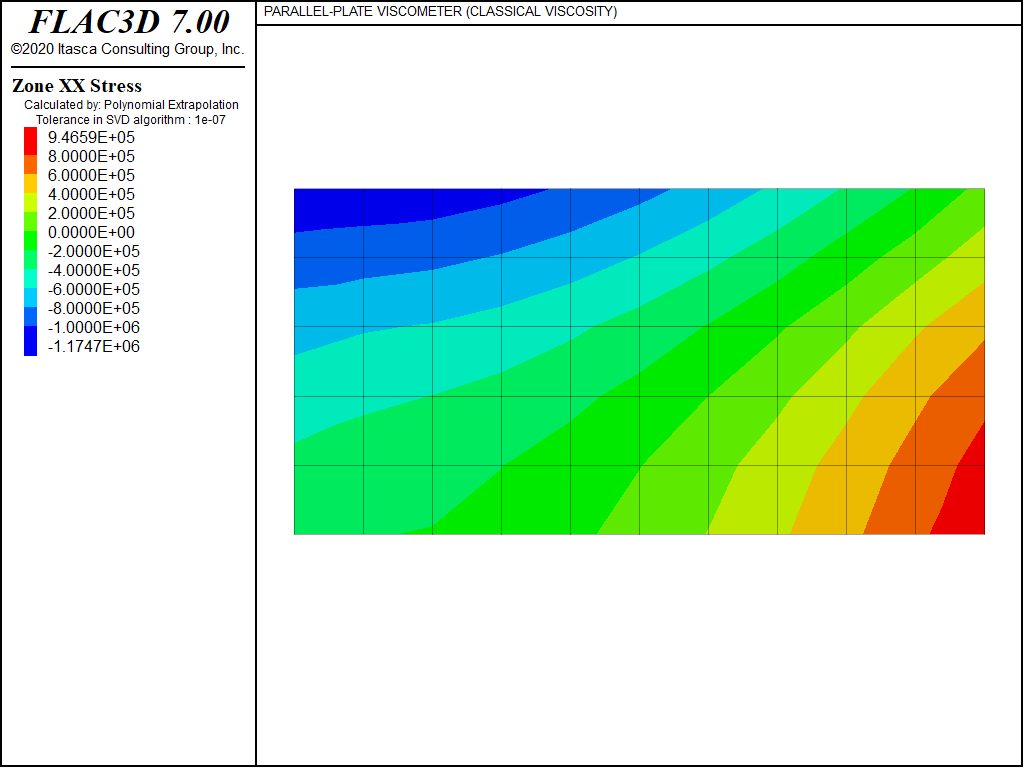 FLAC3D 7.00
©2020 Itasca Consulting Group, Inc.
Zone XX Stress
Calculated by: Polynomial Extrapolation
Tolerance in SVD algorithm : 1e-07
9.4659E+05
8.0000E+05
6.0000E+05
4.0000E+05
2.0000E+05
0.0000E+00
-2.0000E+05
-4.0000E+05
-6.0000E+05
-8.0000E+05
-1.0000E+06
-1.1747E+06
PARALLEL-PLATE VISCOMETER (CLASSICAL VISCOSITY)